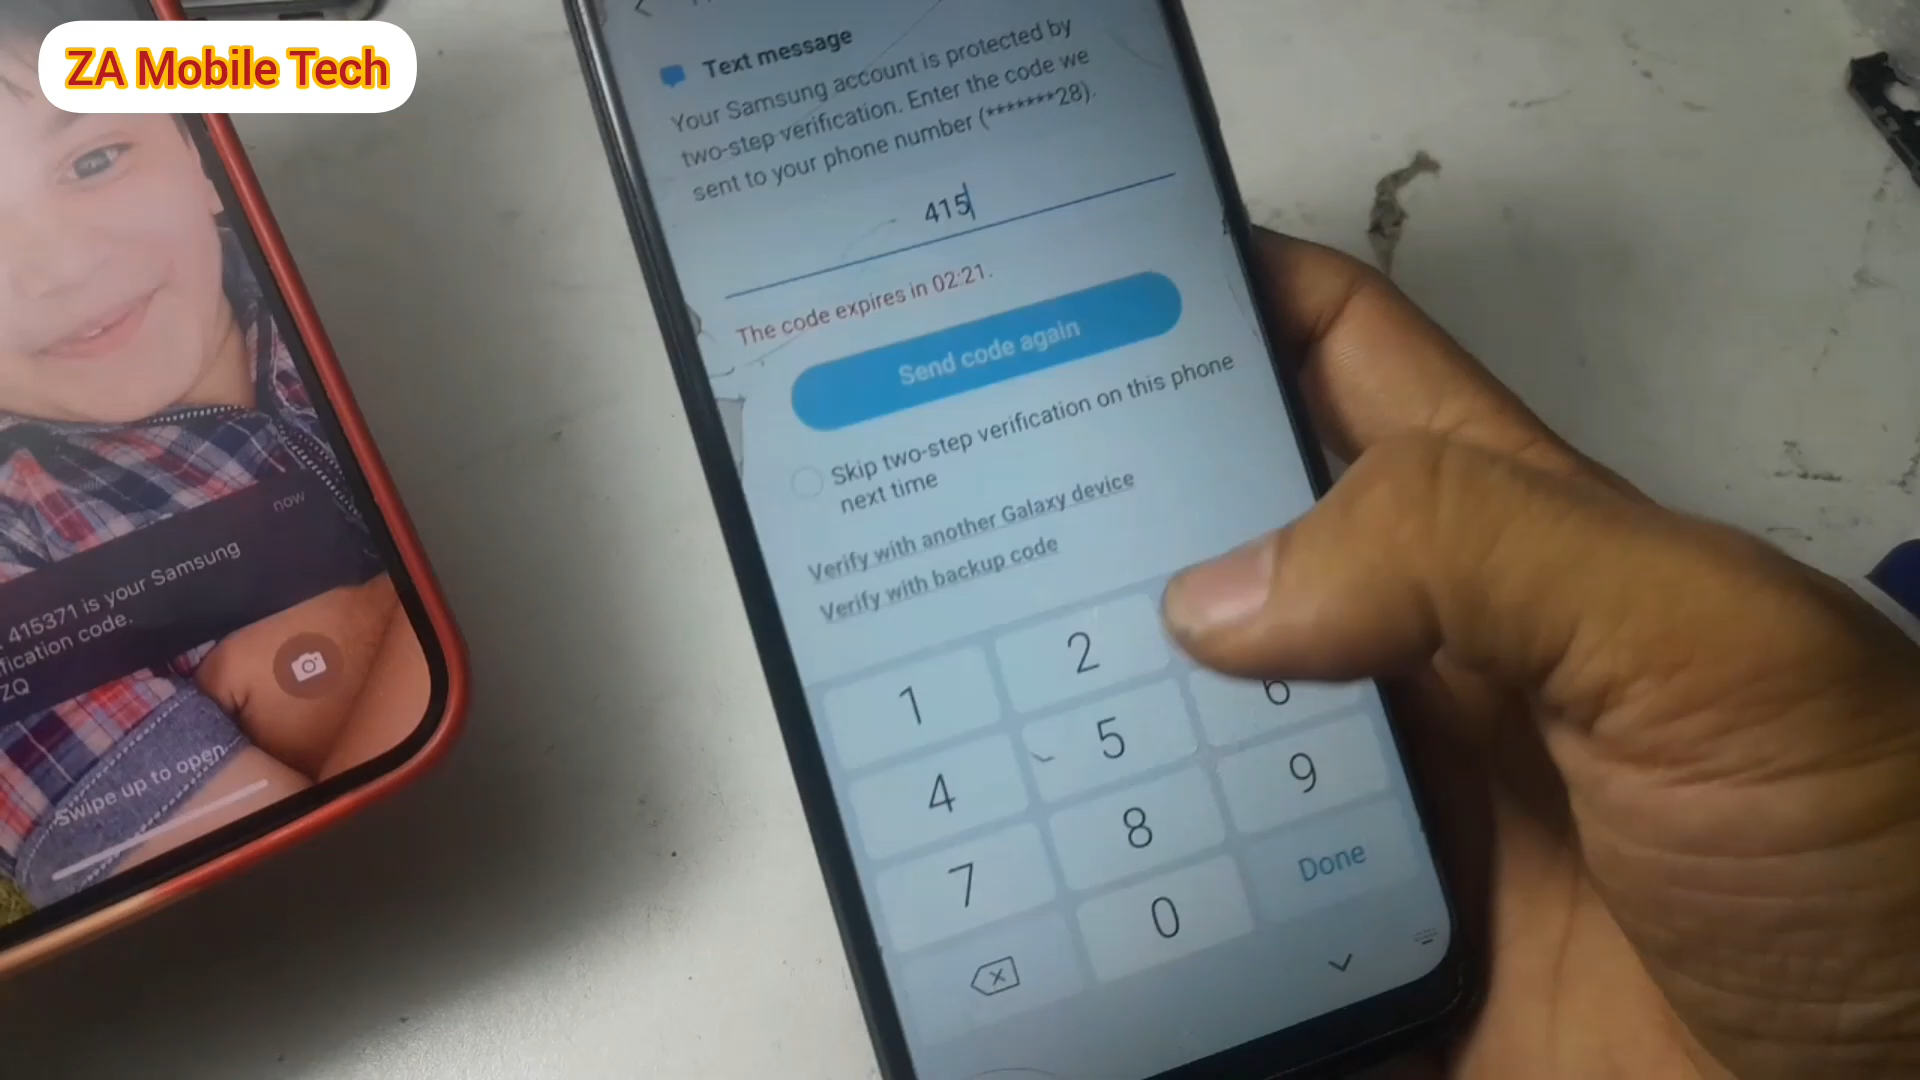 ZA Mobile Tech
Text message
Your Samsung account is protected by
two-step verification. Enter the code we
sent to your phone number (*******28).
415
The code expires in 02:21.
Send code again
Skip two-step verification on this phone
next time
Verify with another Galaxy device
Verify with backup code
1
2
4
5
6
7
8
9
0
Done
now
415371 is your Samsung
fication code.
ZQ
Swipe up to open